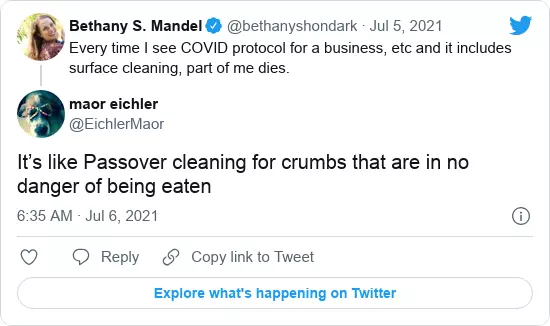 Bethany S. Mandel @bethanyshondark · Jul 5, 2021
Every time I see COVID protocol for a business, etc and it includes
surface cleaning, part of me dies.
maor eichler
@EichlerMaor
It’s like Passover cleaning for crumbs that are in no
danger of being eaten
6:35 AM · Jul 6, 2021
Reply Copy link to Tweet
Explore what's happening on Twitter